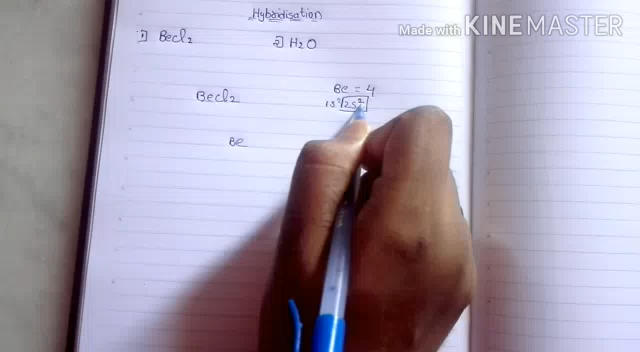 Made with KINEMASTER
Hybridisation
1] BeCl2 2] H2O
BeCl2 Be = 4
1s² 2s²
Be